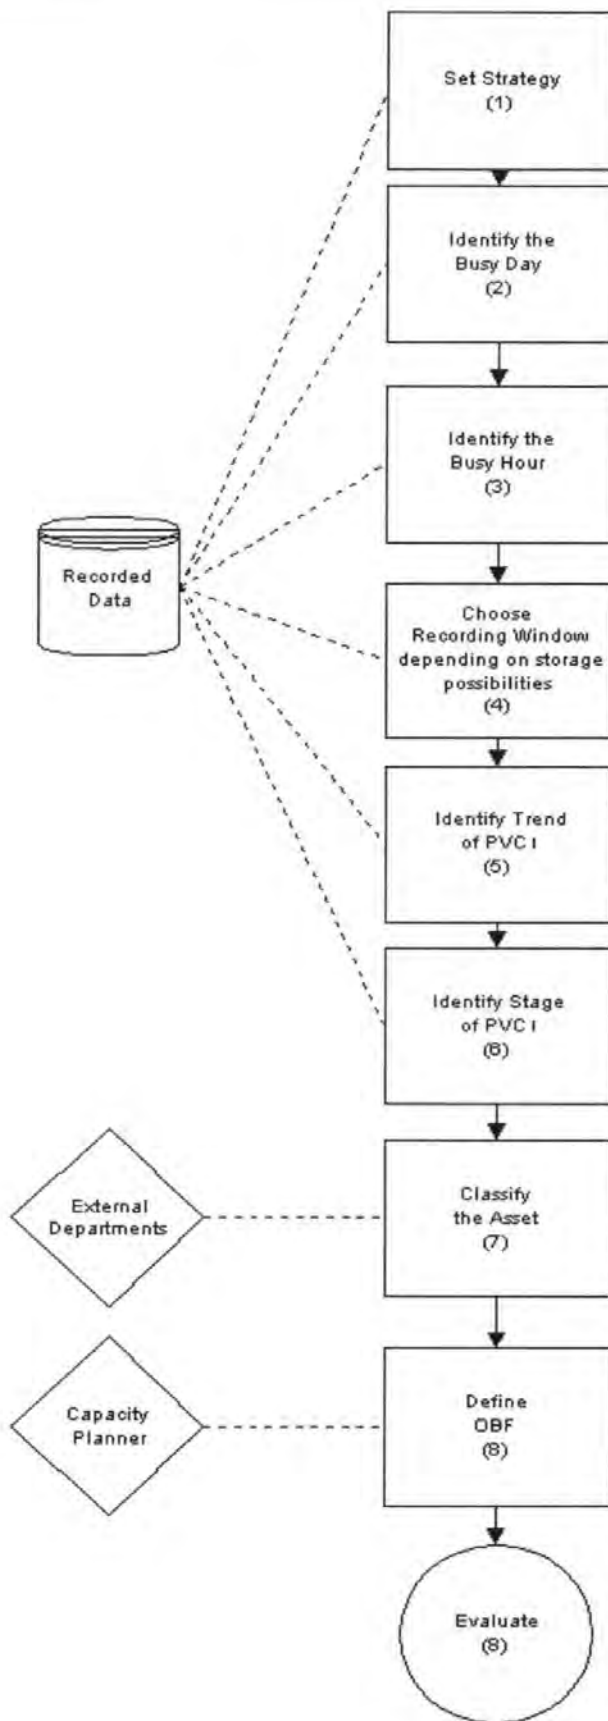 Set Strategy
(1)
Identify the
Busy Day
(2)
Identify the
Busy Hour
(3)
Recorded
Data
Choose
Recording Window
depending on storage
possibilities
(4)
Identify Trend
of PVC I
(5)
Identify Stage
of PVC I
(6)
External
Departments
Classify
the Asset
(7)
Capacity
Planner
Define
OBF
(8)
Evaluate
(8)